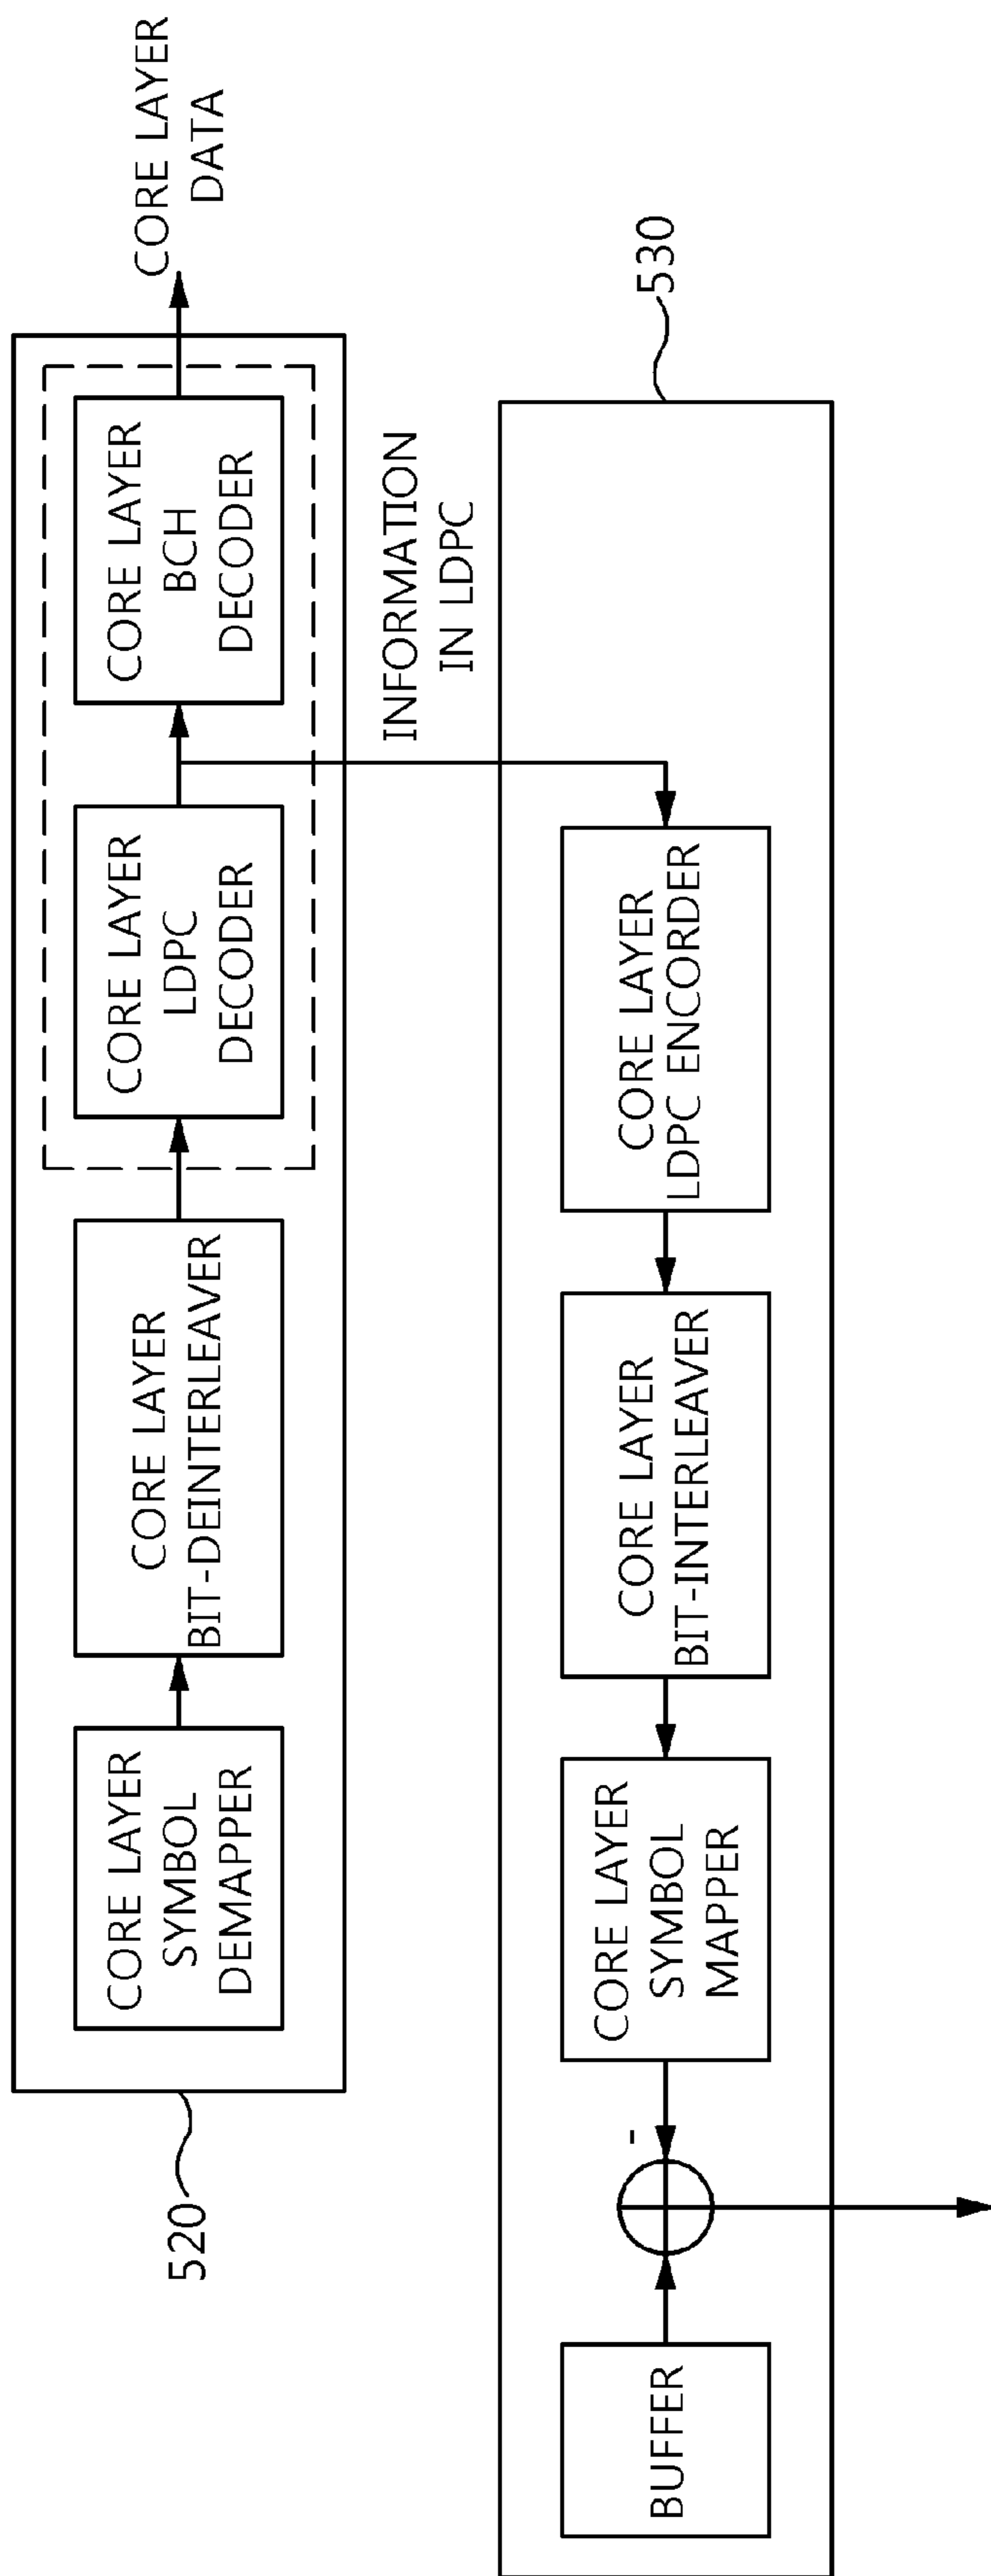 520
CORE LAYER
SYMBOL
DEMAPPER
CORE LAYER
BIT-DEINTERLEAVER
CORE LAYER
LDPC
DECODER
CORE LAYER
BCH
DECODER
CORE LAYER
DATA
INFORMATION
IN LDPC
530
BUFFER
-
CORE LAYER
SYMBOL
MAPPER
CORE LAYER
BIT-INTERLEAVER
CORE LAYER
LDPC ENCORDER